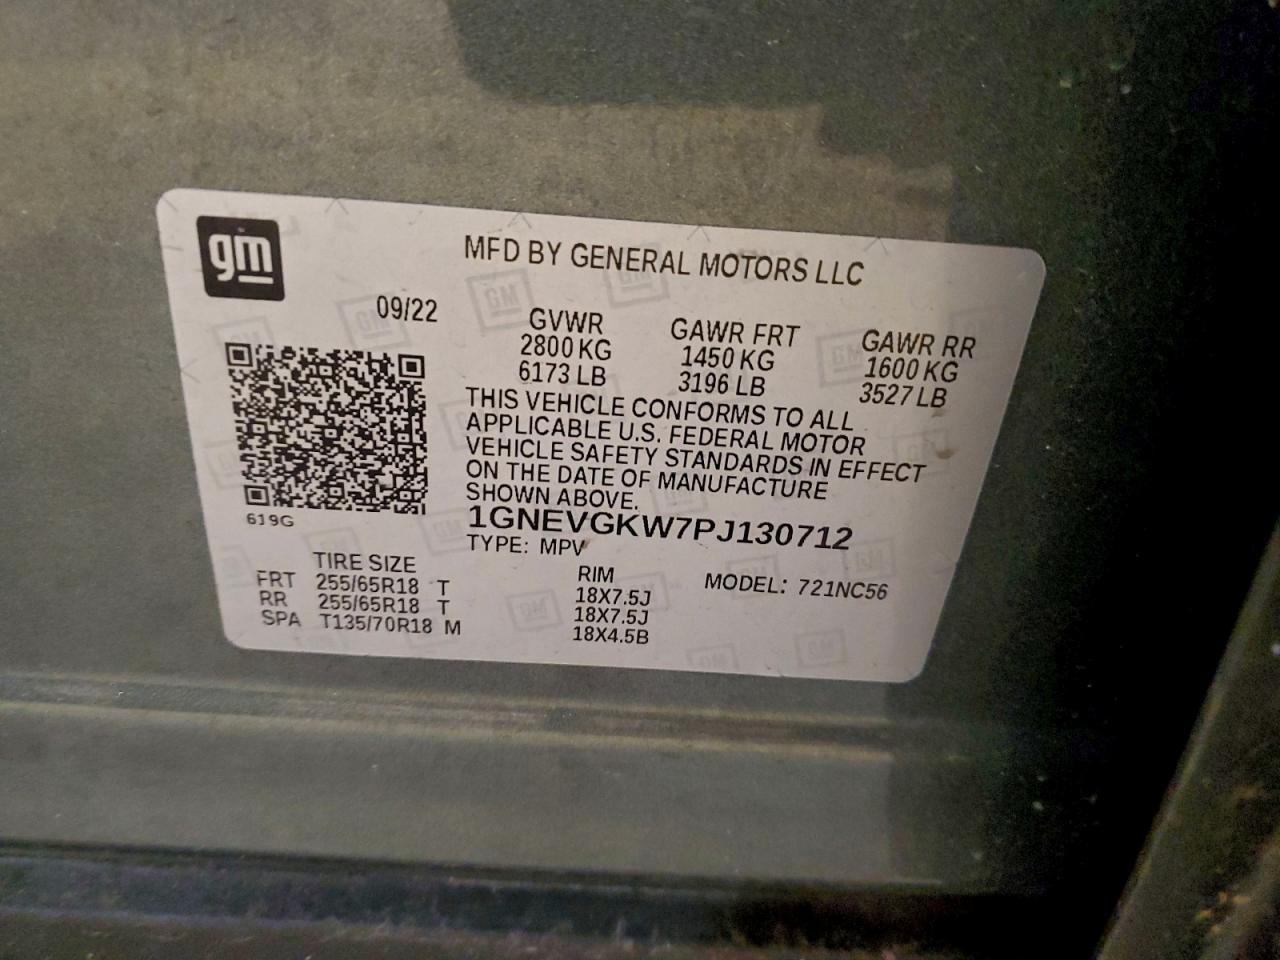 gm
MFD BY GENERAL MOTORS LLC
09/22
GVWR GAWR FRT GAWR RR
2800 KG 1450 KG 1600 KG
6173 LB 3196 LB 3527 LB
THIS VEHICLE CONFORMS TO ALL
APPLICABLE U.S. FEDERAL MOTOR
VEHICLE SAFETY STANDARDS IN EFFECT
ON THE DATE OF MANUFACTURE
SHOWN ABOVE.
619G
1GNEVGKW7PJ130712
TYPE: MPV
MODEL: 721NC56
TIRE SIZE RIM
FRT 255/65R18 T 18X7.5J
RR 255/65R18 T 18X7.5J
SPA T135/70R18 M 18X4.5B